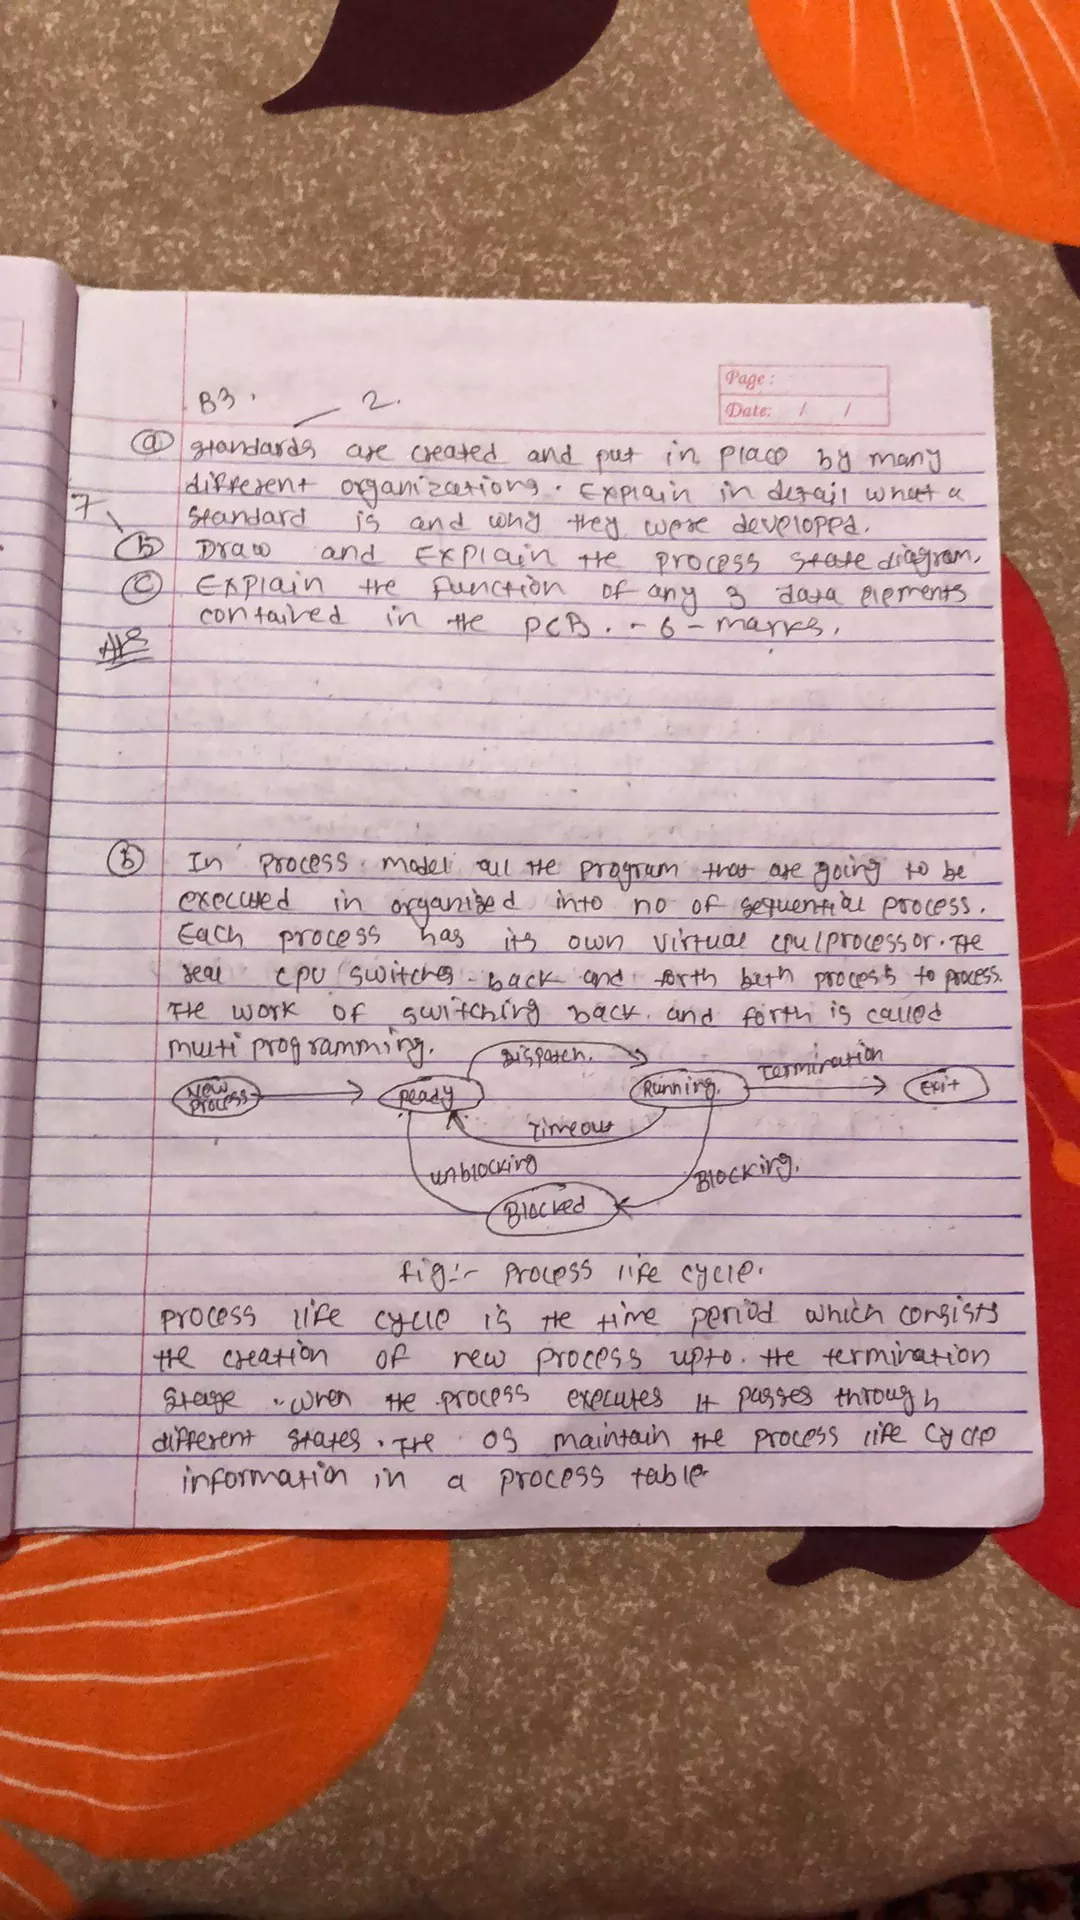 Page :
Date: / /
B3. 2.
(a) standards are created and put in place by many
different organizations. Explain in detail what a
7
standard is and why they were developed.
(b) Draw and Explain the process state diagram.
(c) Explain the function of any 3 data elements
contained in the PCB. - 6 - marks.
Ans
(b) In process model all the program that are going to be
executed in organized into no of sequential process.
Each process has its own virtual cpu/processor. The
real cpu switches back and forth beth process to process.
The work of switching back and forth is called
multi programming.
Dispatch.
Termination
New process
Ready
Running.
Exit
Timeout
unblocking
Blocking.
Blocked
fig:- process life cycle.
process life cycle is the time period which consists
the creation of new process upto. the termination
stage. when the process executes it passes through
different states. The OS maintain the process life cycle
information in a process table